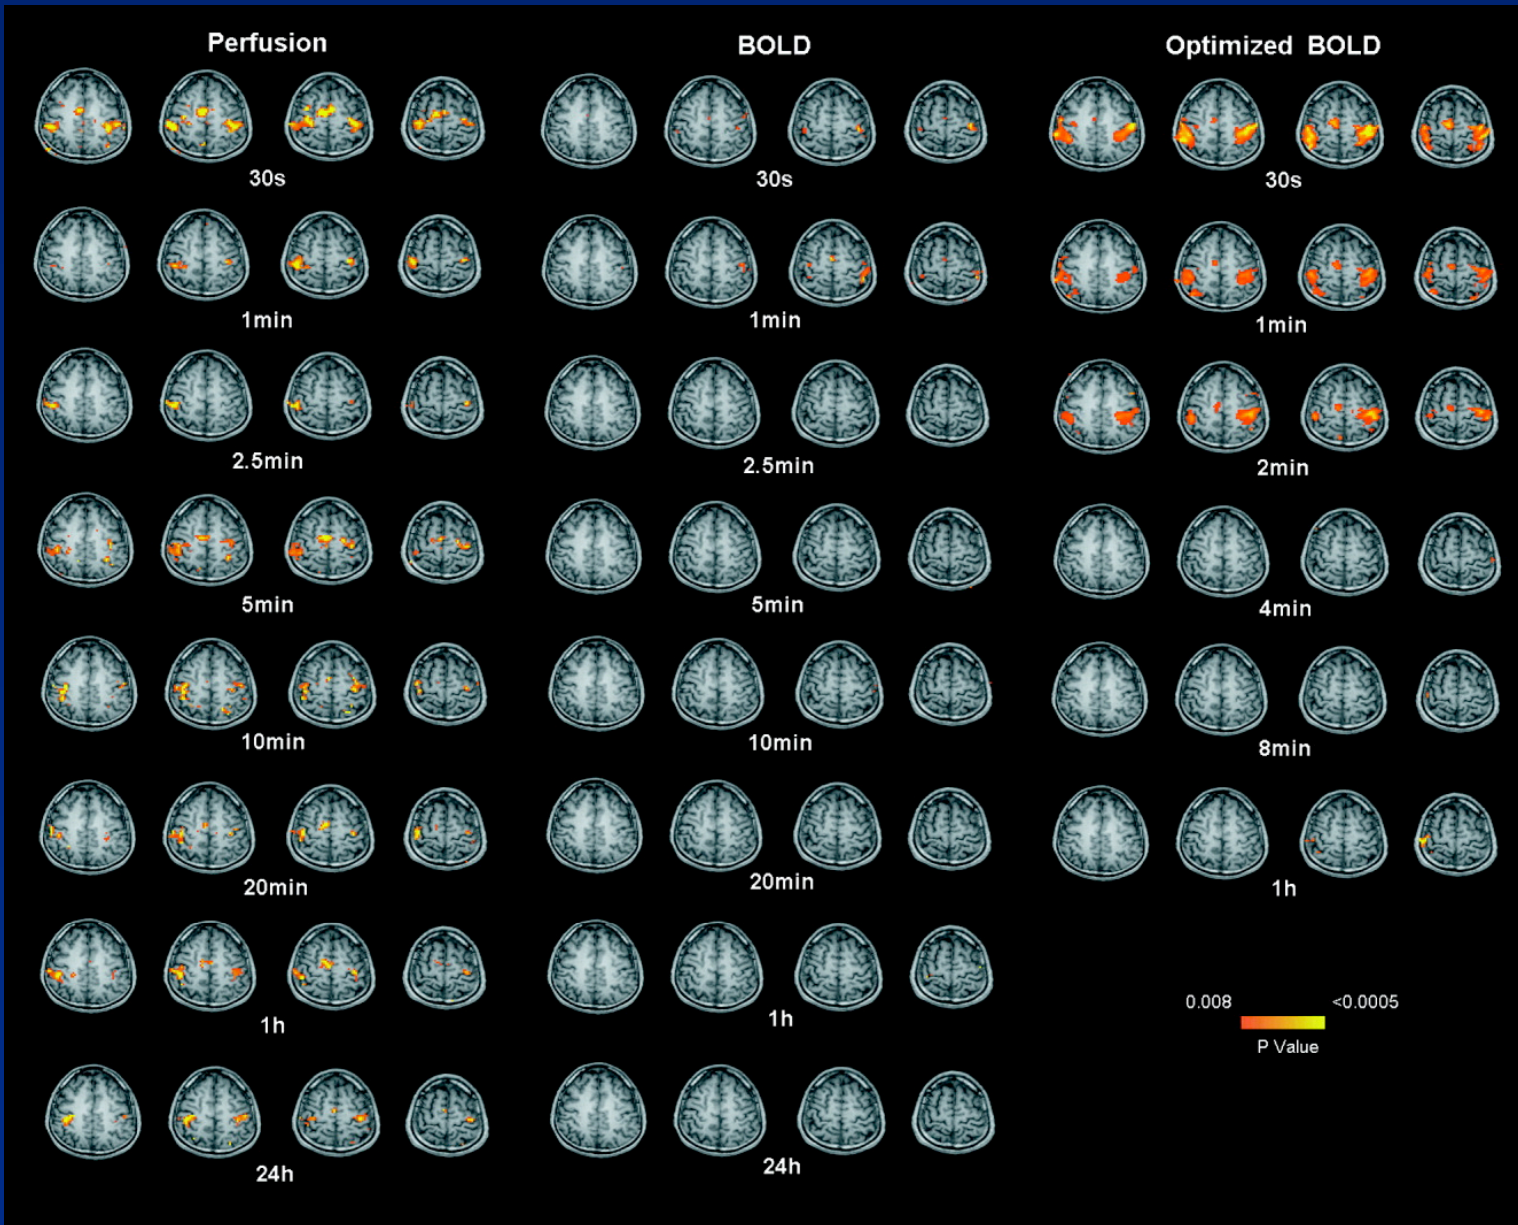 Perfusion
30s
1min
2.5min
5min
10min
20min
1h
24h
BOLD
30s
1min
2.5min
5min
10min
20min
1h
24h
Optimized BOLD
30s
1min
2min
4min
8min
1h
0.008 <0.0005
P Value